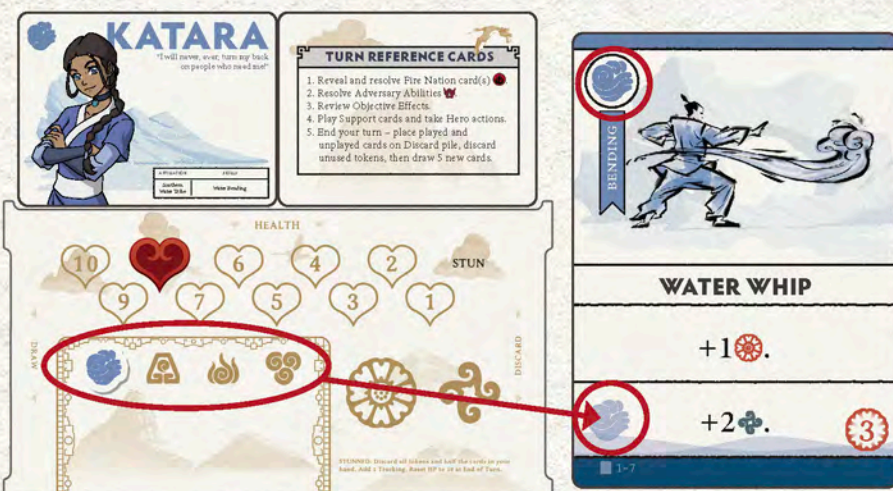 KATARA
"I will never, ever, turn my back
on people who need me!"
Southern
Water Tribe
Water Bending
TURN REFERENCE CARDS
1. Reveal and resolve Fire Nation card(s)
2. Resolve Adversary Abilities
3. Review Objective Effects.
4. Play Support cards and take Hero actions.
5. End your turn – place played and
unplayed cards on Discard pile, discard
unused tokens, then draw 5 new cards.
HEALTH
10
6
4
2
STUN
9
7
5
3
1
DRAW
DISCARD
STUNNED: Discard all tokens and half the cards in your
hand. Add 1 Tracking. Reset HP to 10 at End of Turn.
BENDING
WATER WHIP
+1.
+2.
3
1-7